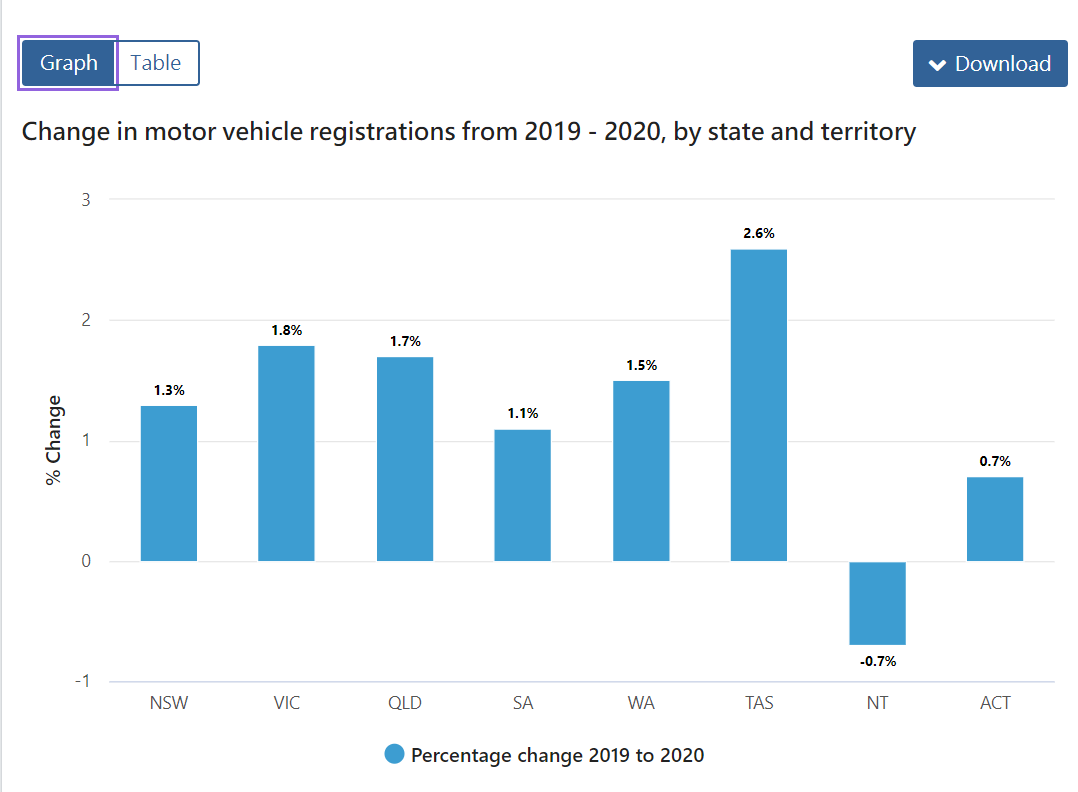 Graph Table Download
Change in motor vehicle registrations from 2019 - 2020, by state and territory
3
2.6%
2
1.8%
1.7%
1.5%
1.3%
1.1%
% Change
1
0.7%
0
-0.7%
-1
NSW VIC QLD SA WA TAS NT ACT
Percentage change 2019 to 2020